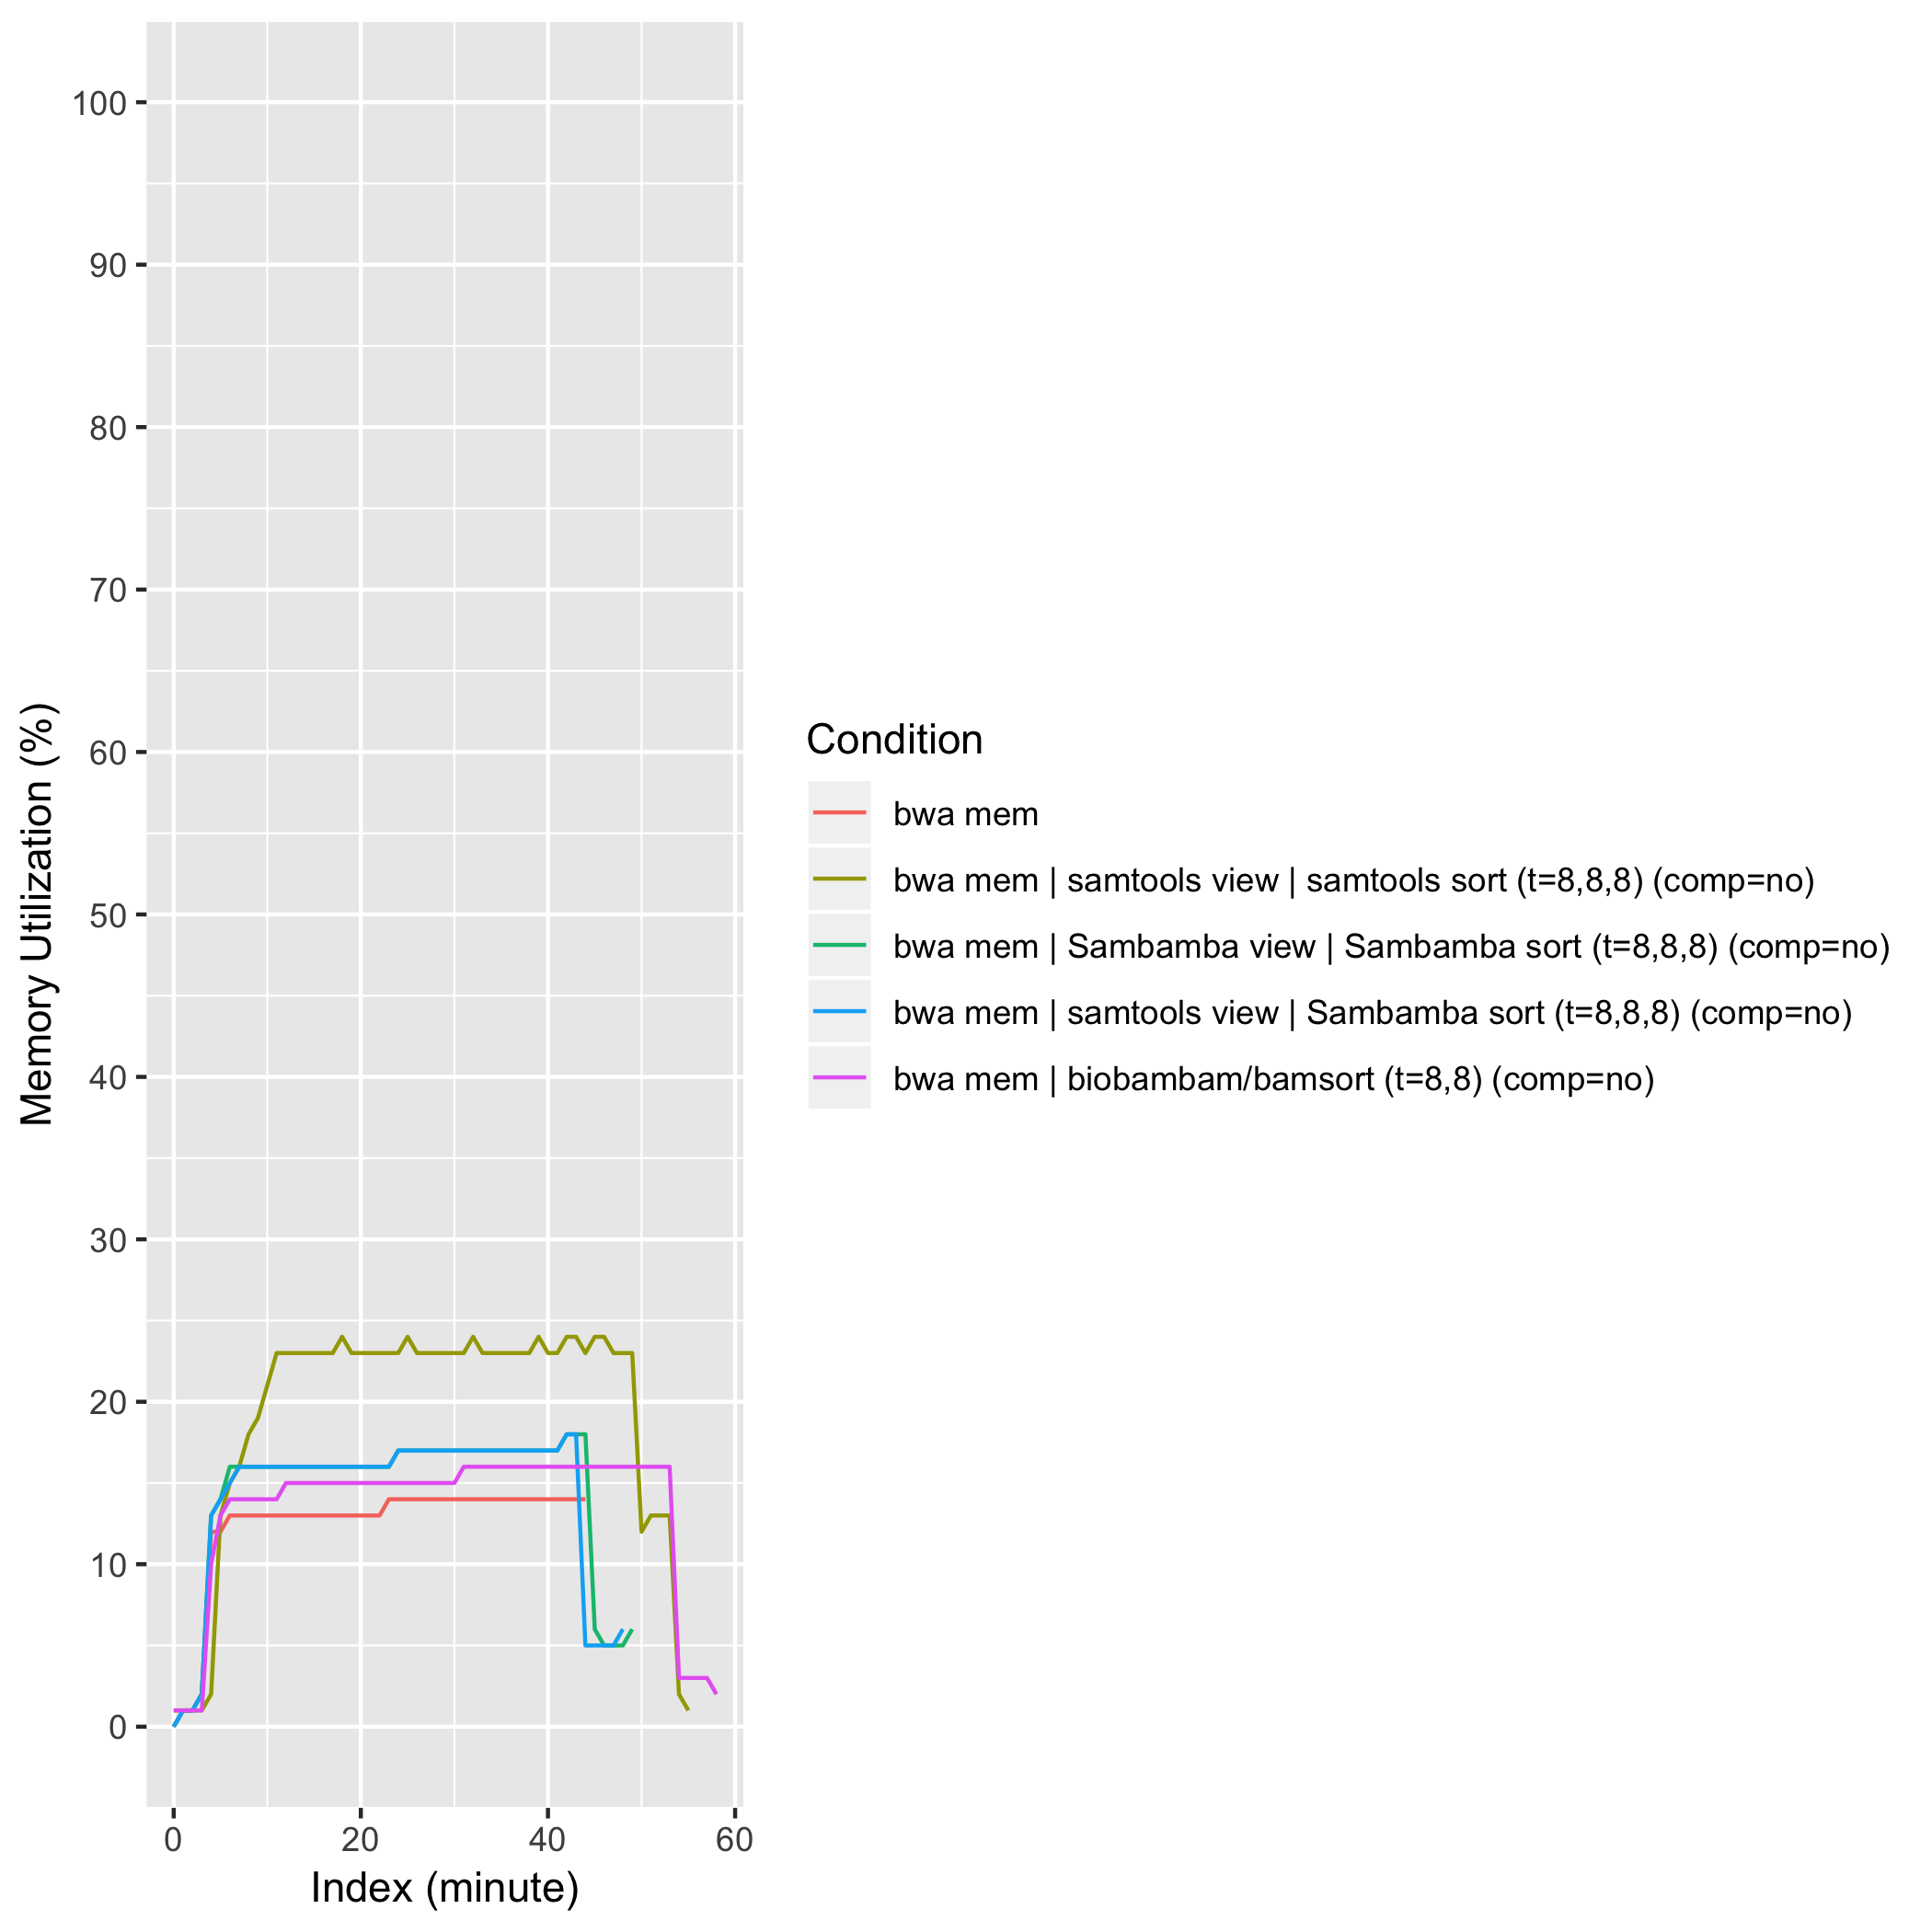 Memory Utilization (%)
100
90
80
70
60
50
40
30
20
10
0
0 20 40 60
Index (minute)
Condition
bwa mem
bwa mem | samtools view | samtools sort (t=8,8,8) (comp=no)
bwa mem | Sambamba view | Sambamba sort (t=8,8,8) (comp=no)
bwa mem | samtools view | Sambamba sort (t=8,8,8) (comp=no)
bwa mem | biobambam/bamsort (t=8,8) (comp=no)